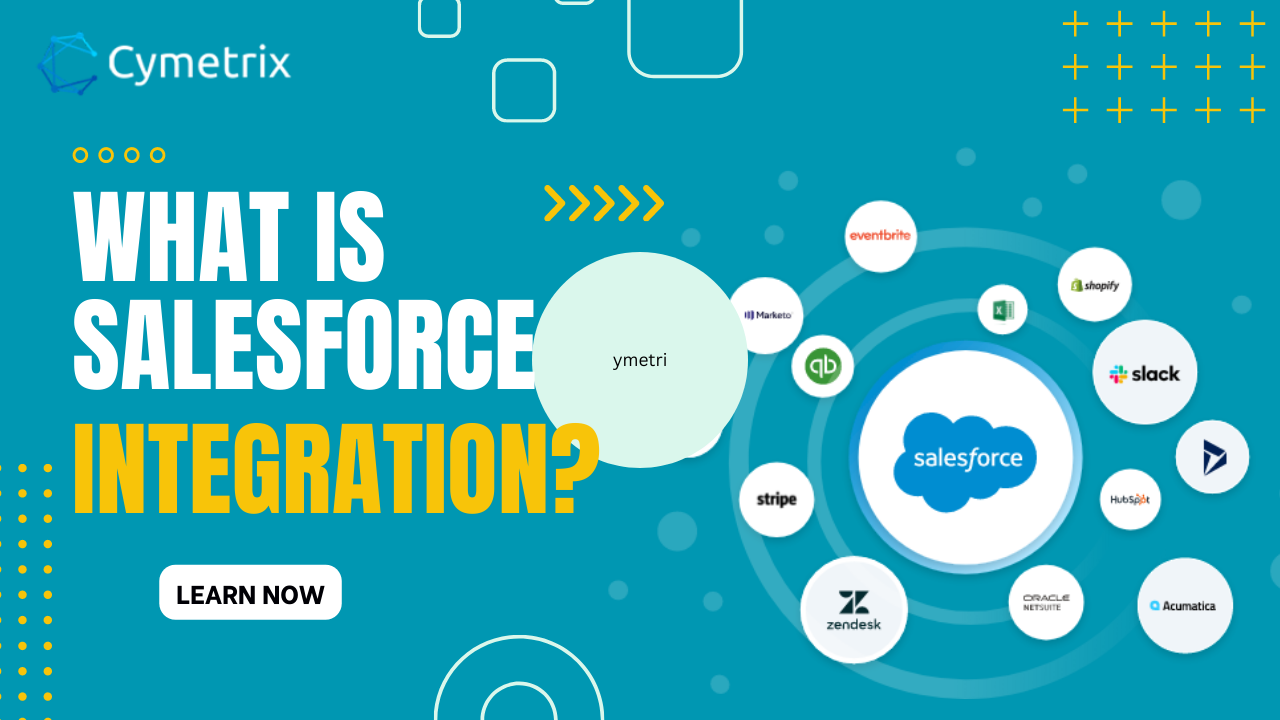 Cymetrix
WHAT IS
SALESFORCE
INTEGRATION?
LEARN NOW
ymetri
eventbrite
shopify
Marketo
qb
slack
salesforce
stripe
HubSpot
zendesk
ORACLE
NETSUITE
Acumatica